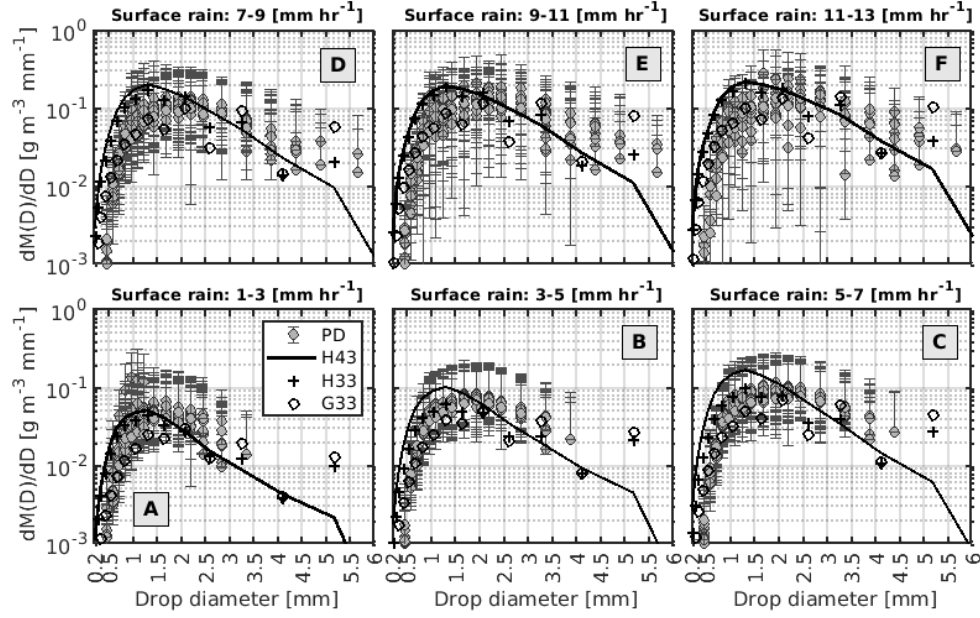 Surface rain: 7-9 [mm hr-1]
Surface rain: 9-11 [mm hr-1]
Surface rain: 11-13 [mm hr-1]
dM(D)/dD [g m-3 mm-1]
10^0
10^-1
10^-2
10^-3
D
E
F
Surface rain: 1-3 [mm hr-1]
Surface rain: 3-5 [mm hr-1]
Surface rain: 5-7 [mm hr-1]
dM(D)/dD [g m-3 mm-1]
10^0
10^-1
10^-2
10^-3
PD
H43
H33
G33
A
B
C
0.2 0.5 1 1.5 2 2.5 3 3.5 4 4.5 5 5.5 6
0.2 0.5 1 1.5 2 2.5 3 3.5 4 4.5 5 5.5 6
0.2 0.5 1 1.5 2 2.5 3 3.5 4 4.5 5 5.5 6
Drop diameter [mm]
Drop diameter [mm]
Drop diameter [mm]